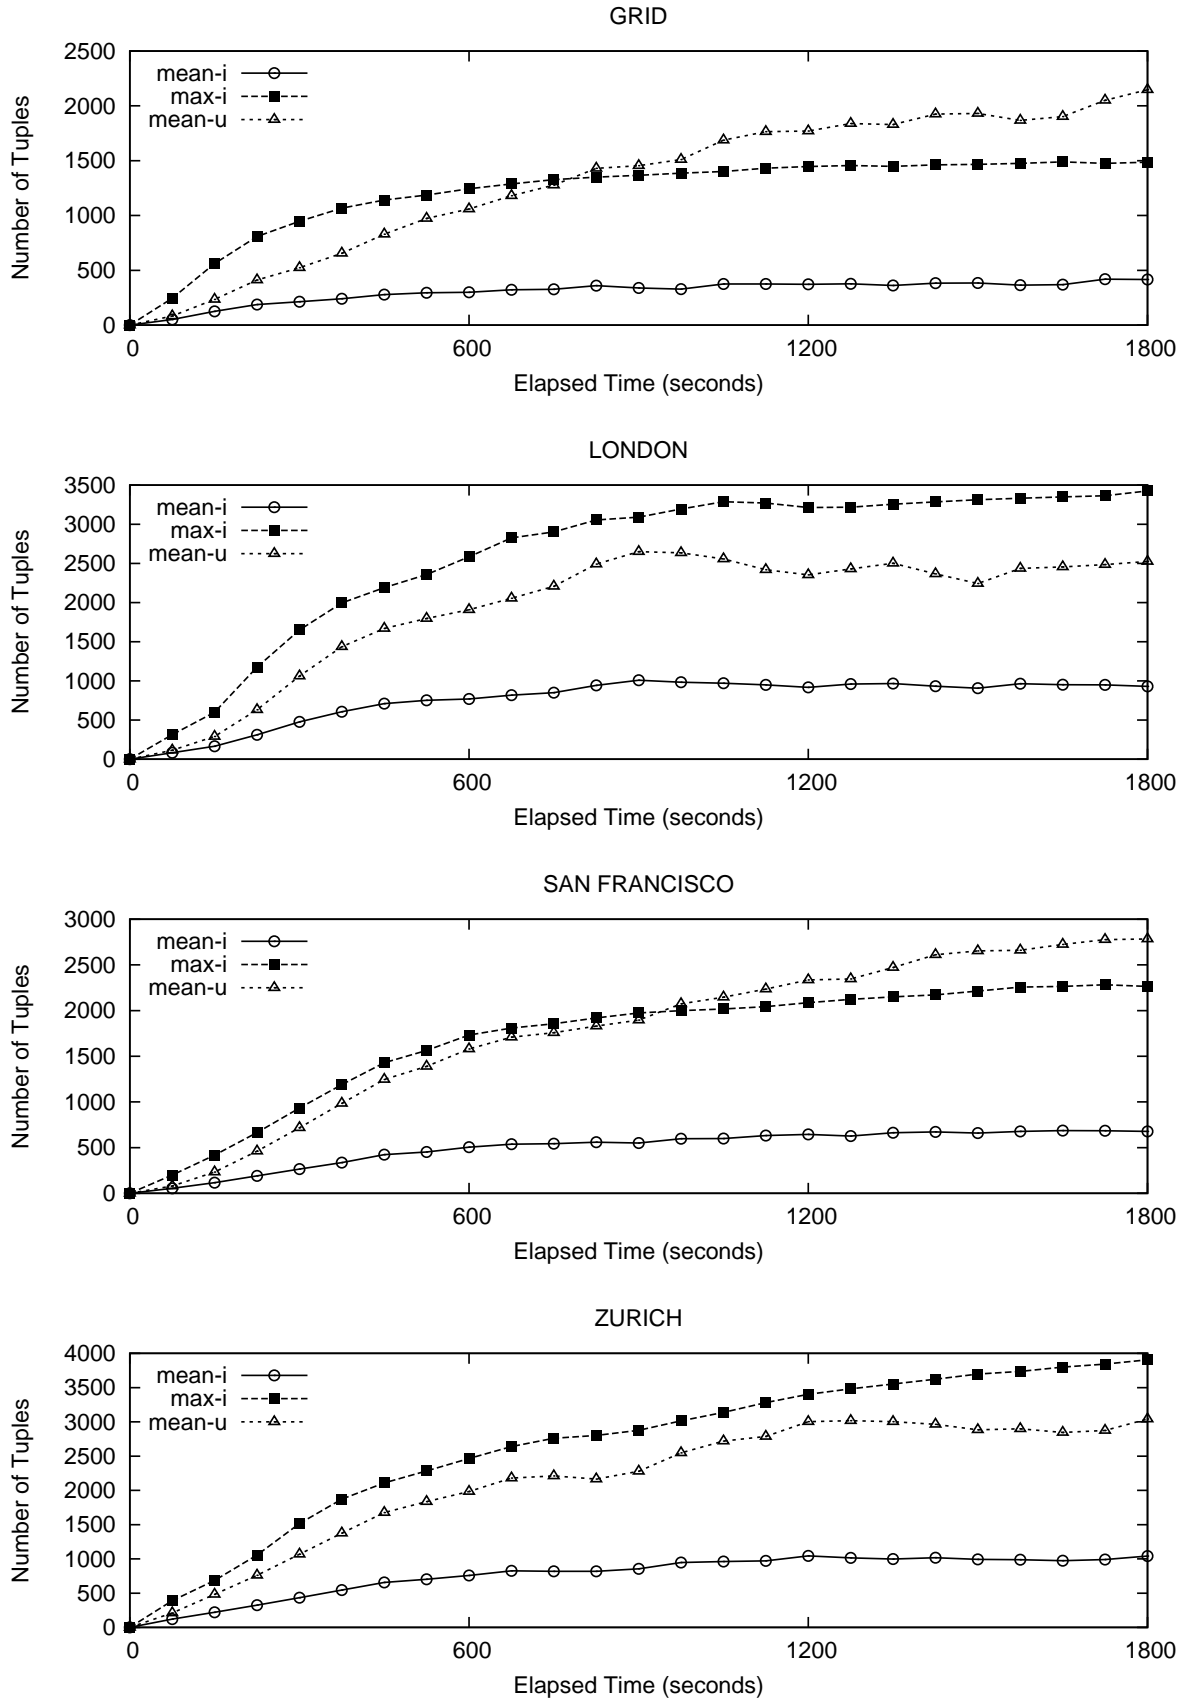 GRID
2500
2000
1500
1000
500
0
Number of Tuples
mean-i
max-i
mean-u
0 600 1200 1800
Elapsed Time (seconds)
LONDON
3500
3000
2500
2000
1500
1000
500
0
Number of Tuples
mean-i
max-i
mean-u
0 600 1200 1800
Elapsed Time (seconds)
SAN FRANCISCO
3000
2500
2000
1500
1000
500
0
Number of Tuples
mean-i
max-i
mean-u
0 600 1200 1800
Elapsed Time (seconds)
ZURICH
4000
3500
3000
2500
2000
1500
1000
500
0
Number of Tuples
mean-i
max-i
mean-u
0 600 1200 1800
Elapsed Time (seconds)